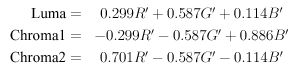 Luma = 0.299R′ + 0.587G′ + 0.114B′
Chroma1 = −0.299R′ − 0.587G′ + 0.886B′
Chroma2 = 0.701R′ − 0.587G′ − 0.114B′